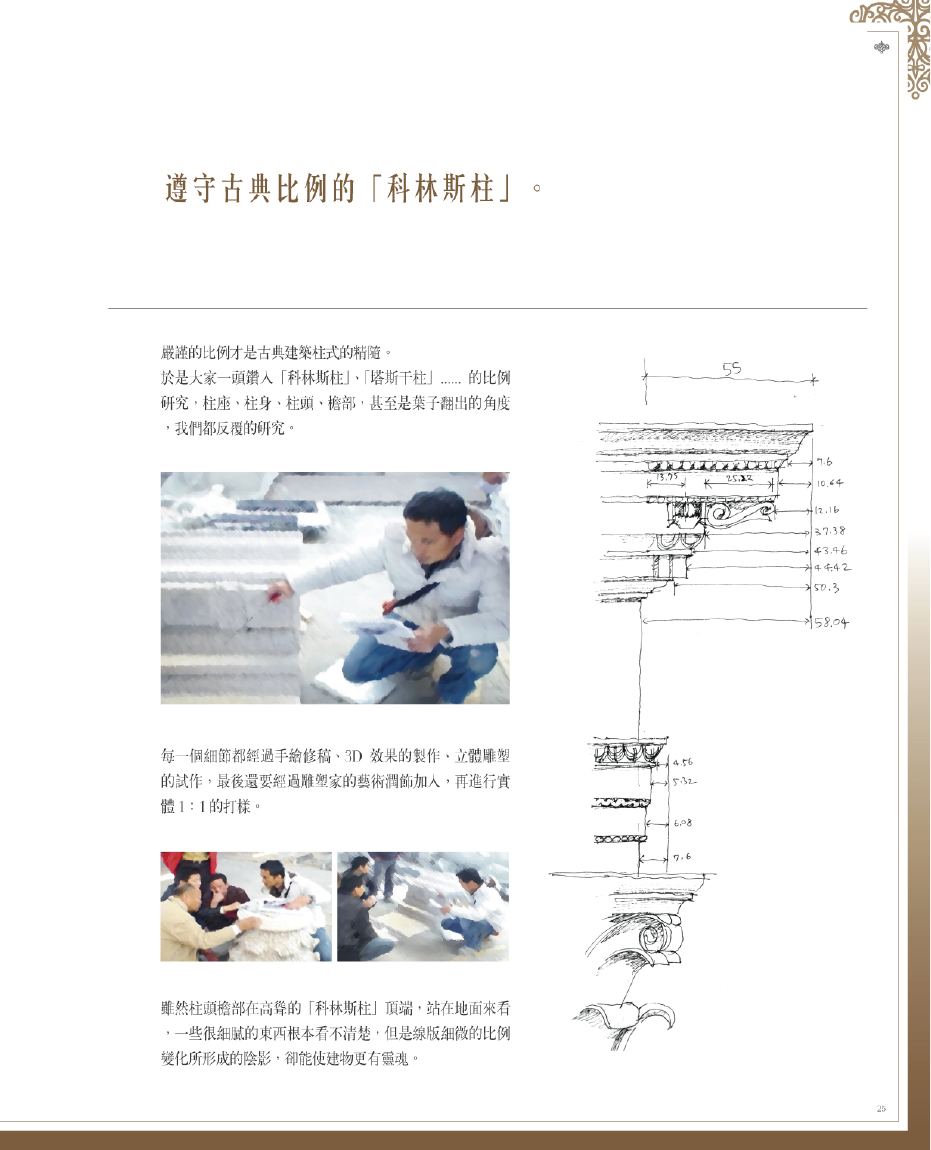 遵守古典比例的「科林斯柱」。
嚴謹的比例才是古典建築柱式的精隨。
於是大家一頭鑽入「科林斯柱」、「塔斯干柱」...... 的比例
研究，柱座、柱身、柱頭、檐部，甚至是葉子翻出的角度
，我們都反覆的研究。
每一個細節都經過手繪修稿、3D 效果的製作、立體雕塑
的試作，最後還要經過雕塑家的藝術潤飾加入，再進行實
體 1：1 的打樣。
雖然柱頭檐部在高聳的「科林斯柱」頂端，站在地面來看
，一些很細膩的東西根本看不清楚，但是線版細微的比例
變化所形成的陰影，卻能使建物更有靈魂。
55
7.6
13.75
25.22
10.64
12.16
37.38
43.46
44.42
50.3
58.04
4.56
5.32
6.08
7.6
25